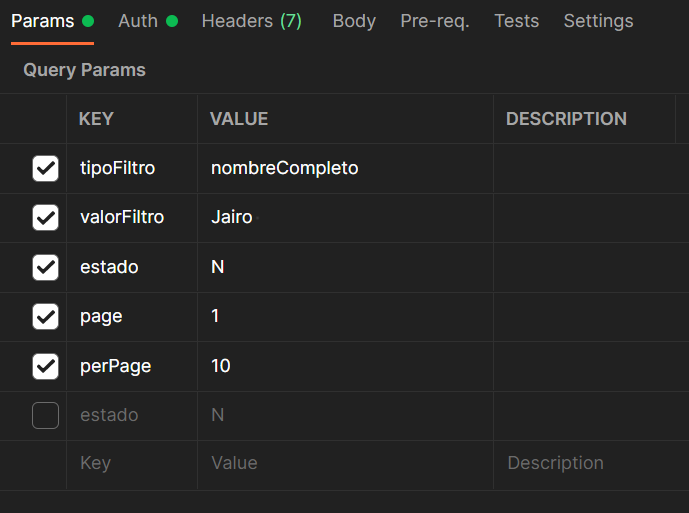 Params Auth Headers (7) Body Pre-req. Tests Settings
Query Params
KEY VALUE DESCRIPTION
tipoFiltro nombreCompleto
valorFiltro Jairo
estado N
page 1
perPage 10
estado N
Key Value Description